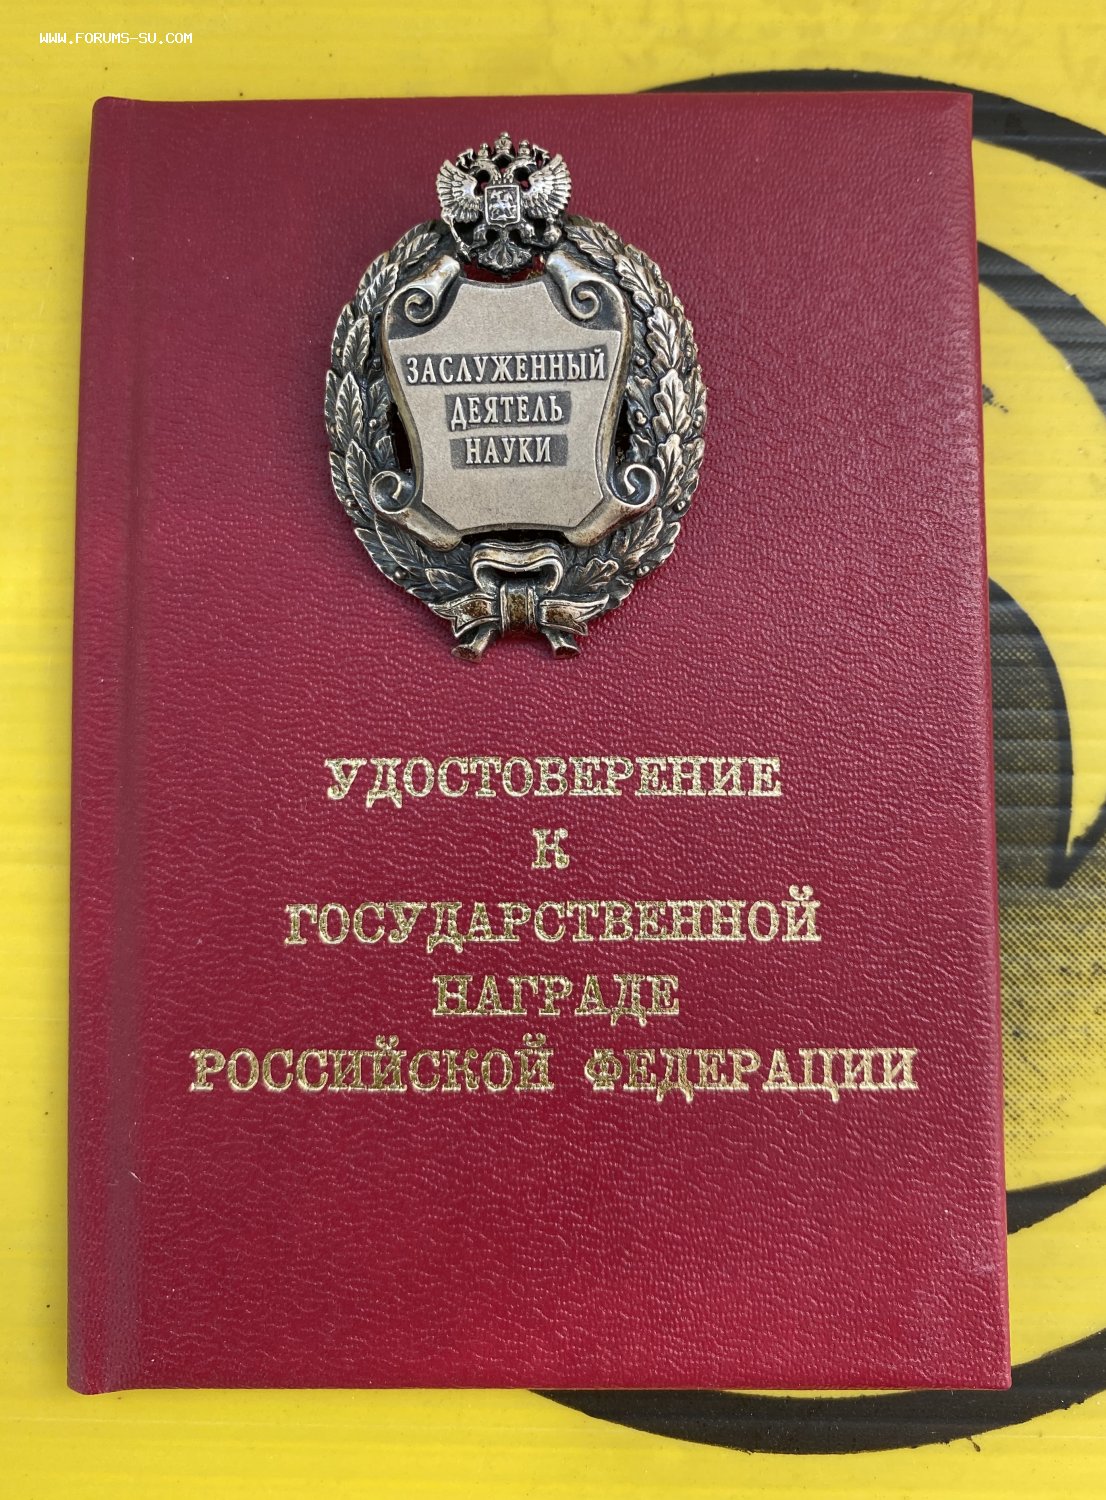 WWW.FORUMS-SU.COM
ЗАСЛУЖЕННЫЙ
ДЕЯТЕЛЬ
НАУКИ
УДОСТОВЕРЕНИЕ
К
ГОСУДАРСТВЕННОЙ
НАГРАДЕ
РОССИЙСКОЙ ФЕДЕРАЦИИ